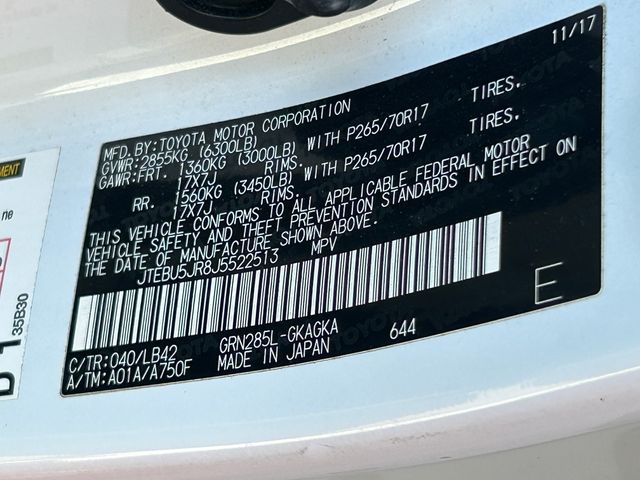 11/17
MFD.BY:TOYOTA MOTOR CORPORATION
GVWR:2855KG (6300LB)
GAWR:FRT. 1360KG (3000LB) WITH P265/70R17 TIRES.
17X7J RIMS.
RR. 1560KG (3450LB) WITH P265/70R17 TIRES.
17X7J RIMS.
THIS VEHICLE CONFORMS TO ALL APPLICABLE FEDERAL MOTOR
VEHICLE SAFETY AND THEFT PREVENTION STANDARDS IN EFFECT ON
THE DATE OF MANUFACTURE SHOWN ABOVE.
JTEBU5JR8J5522513 MPV
E
C/TR:040/LB42 GRN285L-GKAGKA 644
A/TM:A01A/A750F MADE IN JAPAN
35B30